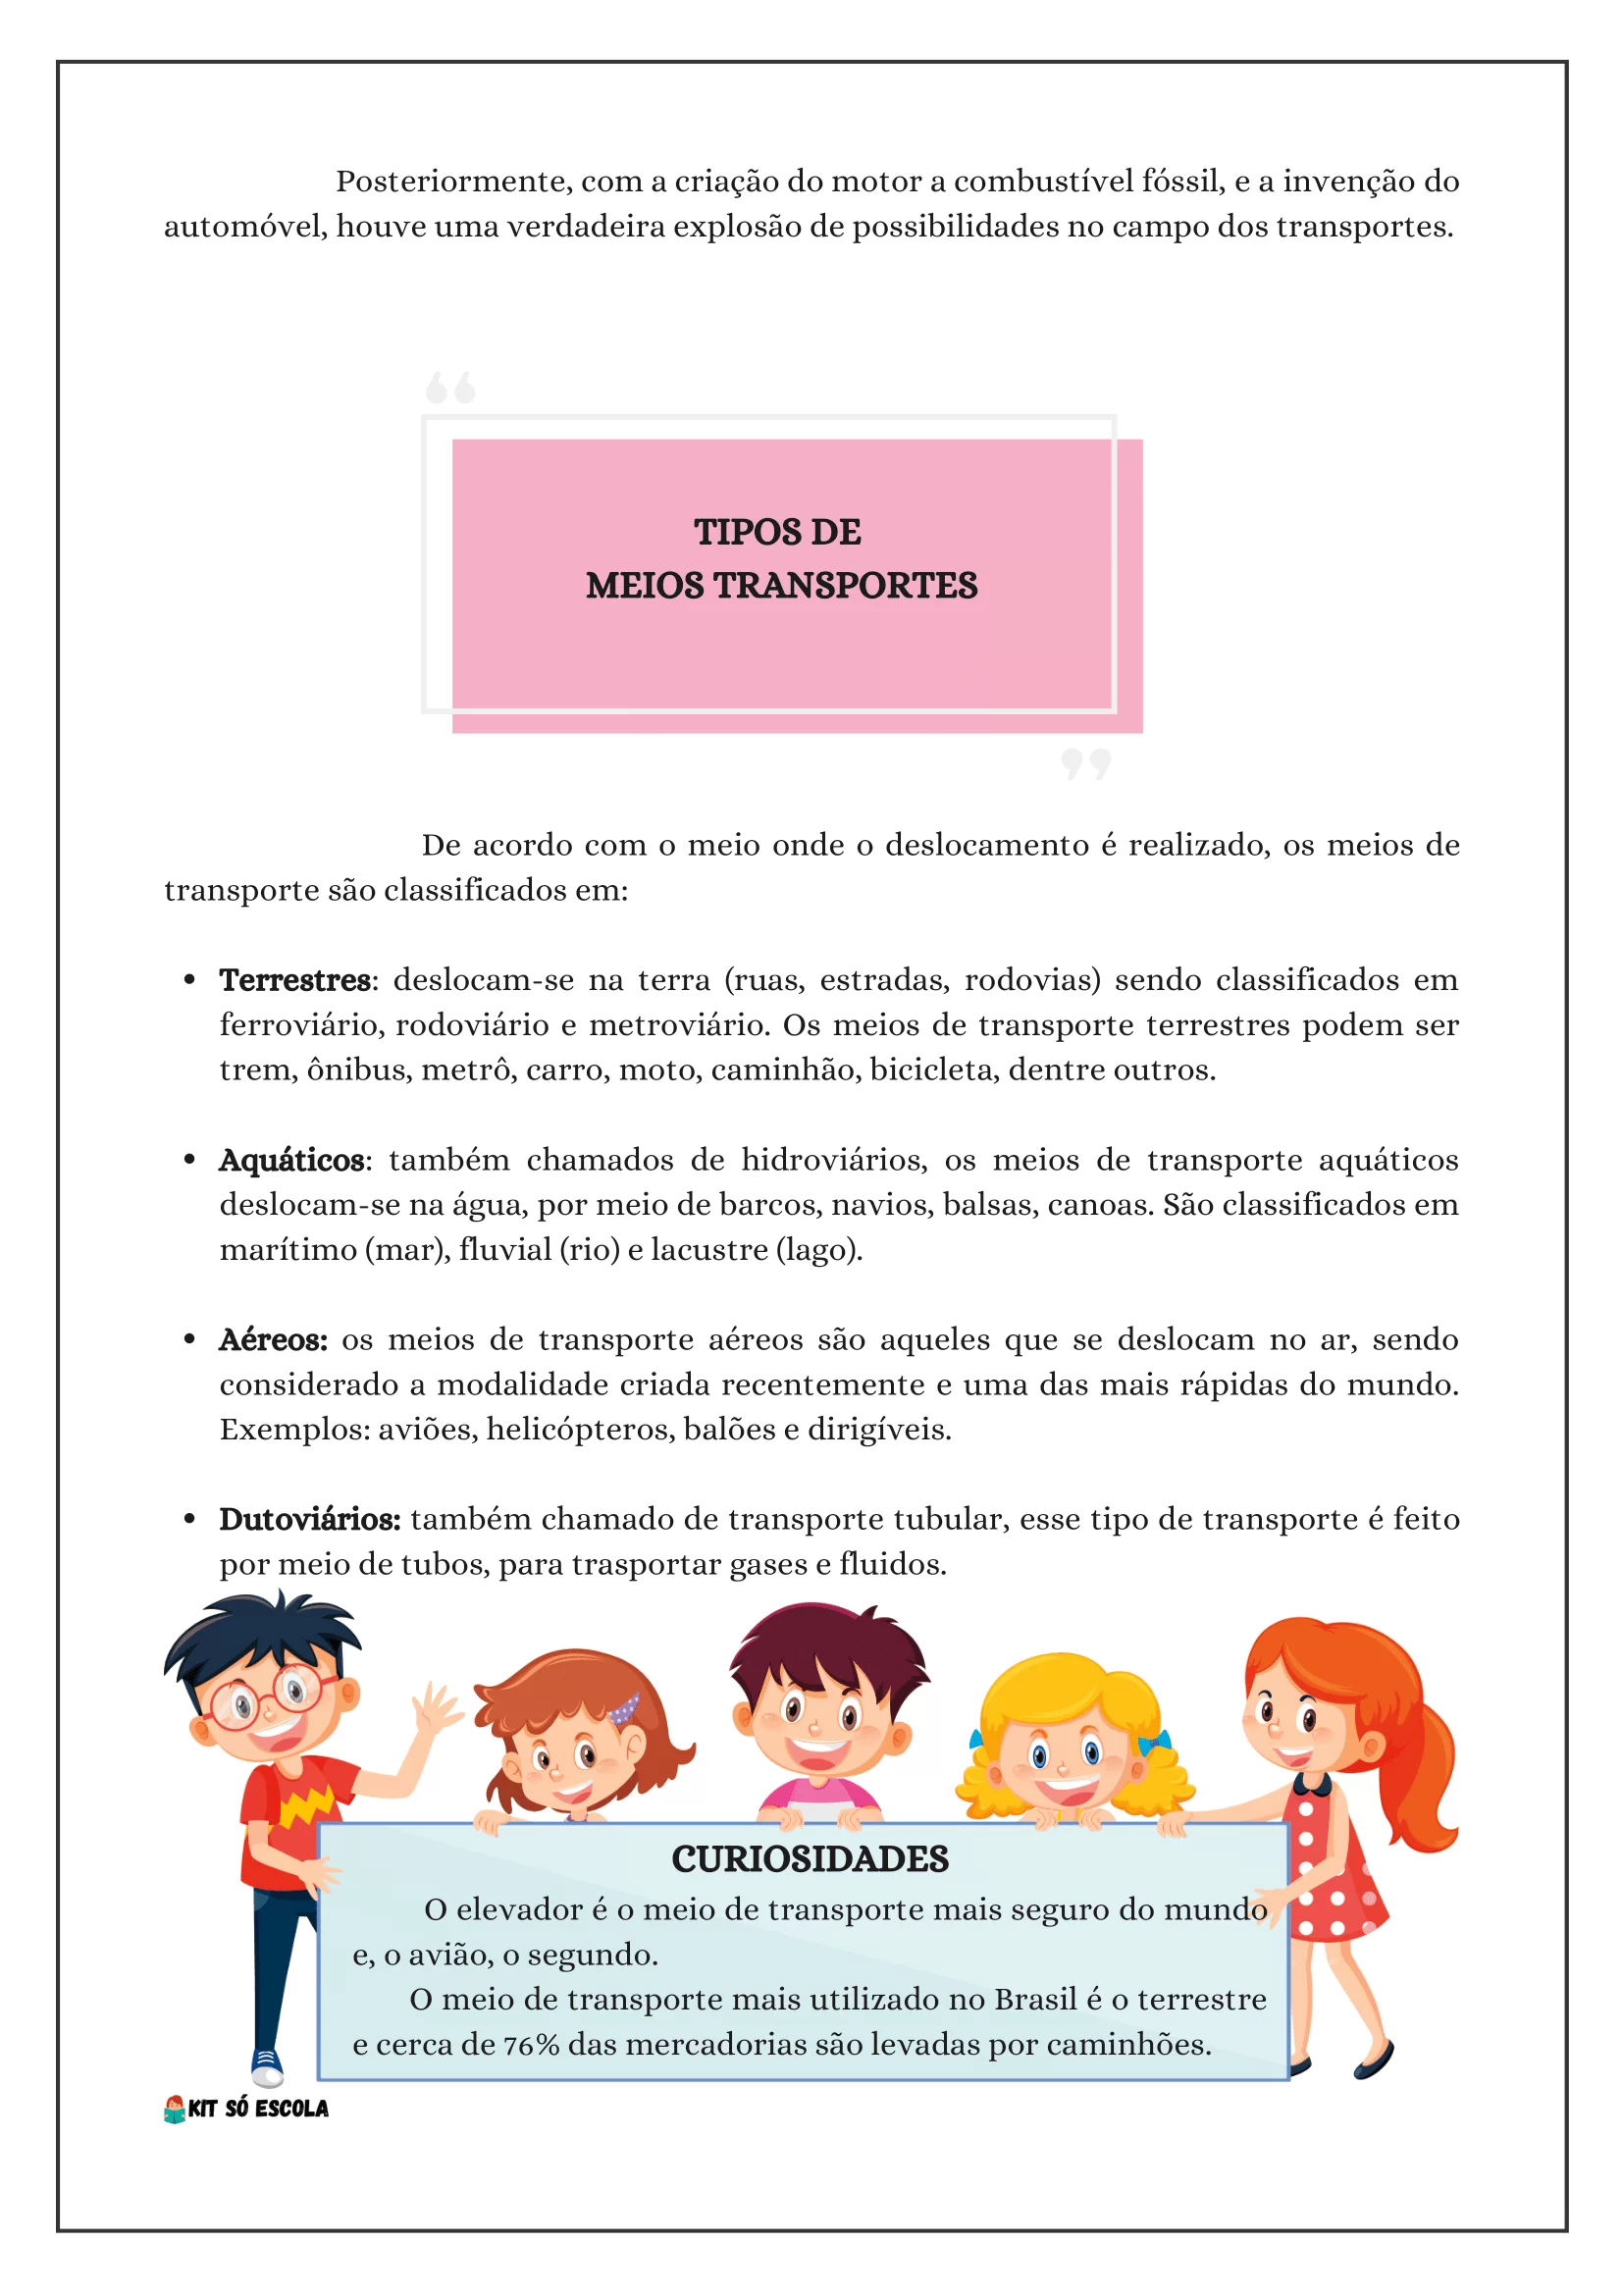 Posteriormente, com a criação do motor a combustível fóssil, e a invenção do
automóvel, houve uma verdadeira explosão de possibilidades no campo dos transportes.
TIPOS DE
MEIOS TRANSPORTES
De acordo com o meio onde o deslocamento é realizado, os meios de
transporte são classificados em:
• Terrestres: deslocam-se na terra (ruas, estradas, rodovias) sendo classificados em
ferroviário, rodoviário e metroviário. Os meios de transporte terrestres podem ser
trem, ônibus, metrô, carro, moto, caminhão, bicicleta, dentre outros.
• Aquáticos: também chamados de hidroviários, os meios de transporte aquáticos
deslocam-se na água, por meio de barcos, navios, balsas, canoas. São classificados em
marítimo (mar), fluvial (rio) e lacustre (lago).
• Aéreos: os meios de transporte aéreos são aqueles que se deslocam no ar, sendo
considerado a modalidade criada recentemente e uma das mais rápidas do mundo.
Exemplos: aviões, helicópteros, balões e dirigíveis.
• Dutoviários: também chamado de transporte tubular, esse tipo de transporte é feito
por meio de tubos, para trasportar gases e fluidos.
CURIOSIDADES
O elevador é o meio de transporte mais seguro do mundo
e, o avião, o segundo.
O meio de transporte mais utilizado no Brasil é o terrestre
e cerca de 76% das mercadorias são levadas por caminhões.
KIT SÓ ESCOLA